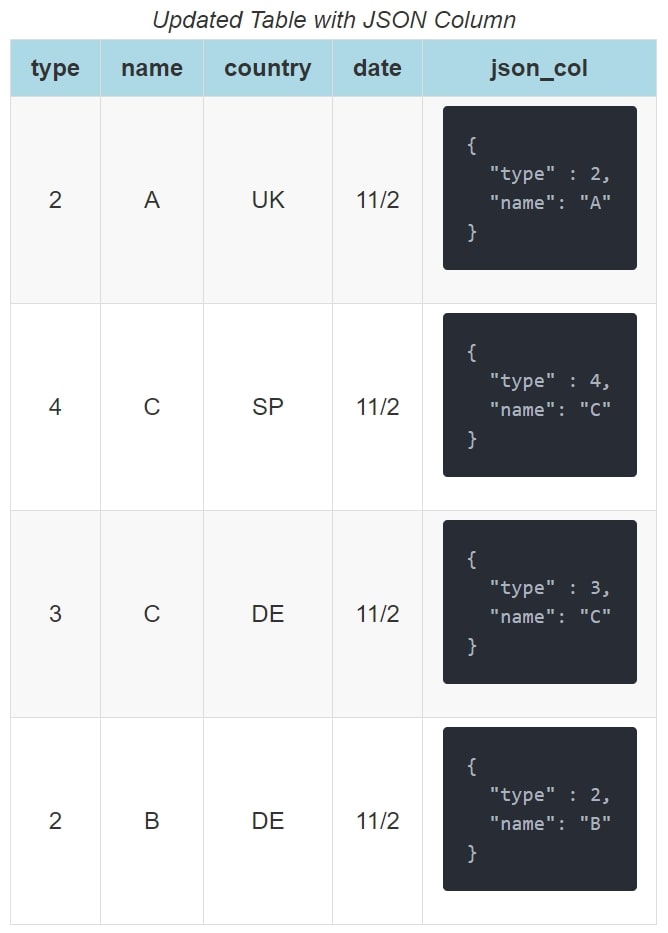 Updated Table with JSON Column
type name country date json_col
{
"type" : 2,
2 A UK 11/2
"name": "A"
}
{
"type" : 4,
4 C SP 11/2
"name": "C"
}
{
"type" : 3,
3 C DE 11/2
"name": "C"
}
{
"type" : 2,
2 B DE 11/2
"name": "B"
}